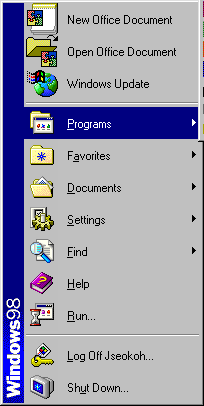 New Office Document
Open Office Document
Windows Update
Programs
Favorites
Documents
Settings
Find
Help
Run...
Log Off Jseokoh...
Shut Down...
Windows98